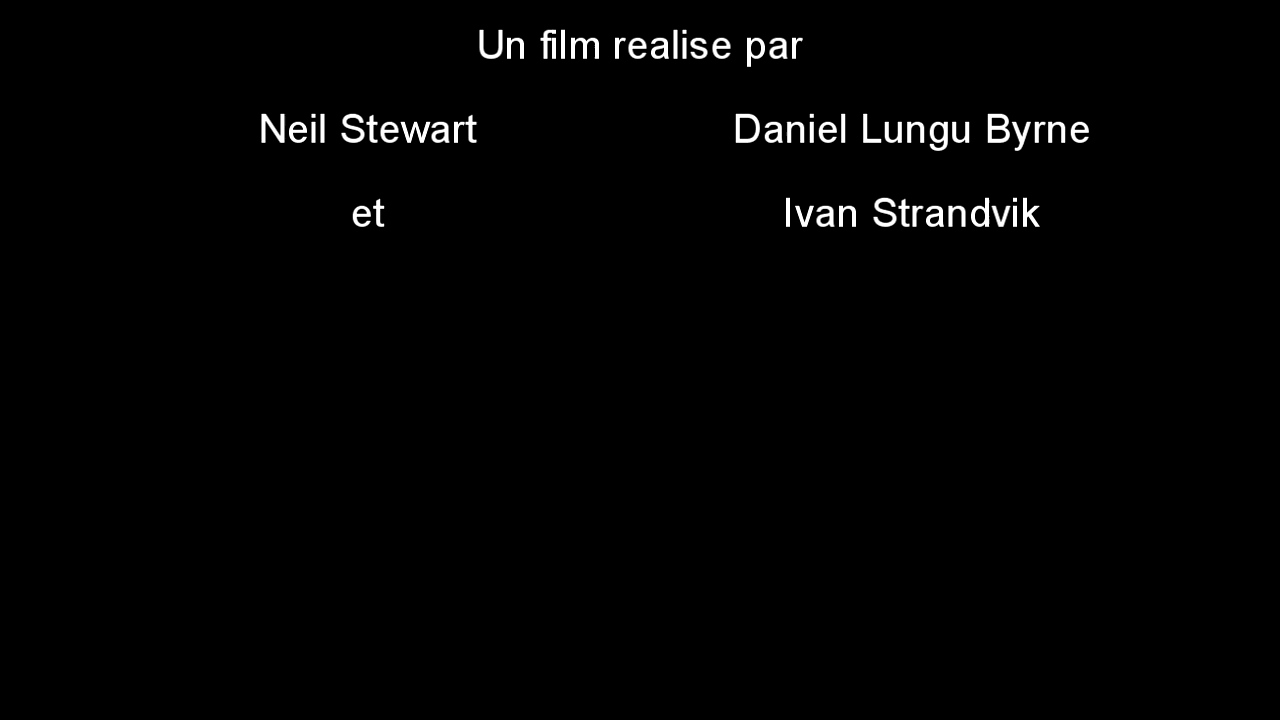 Un film realise par
Neil Stewart Daniel Lungu Byrne
et Ivan Strandvik